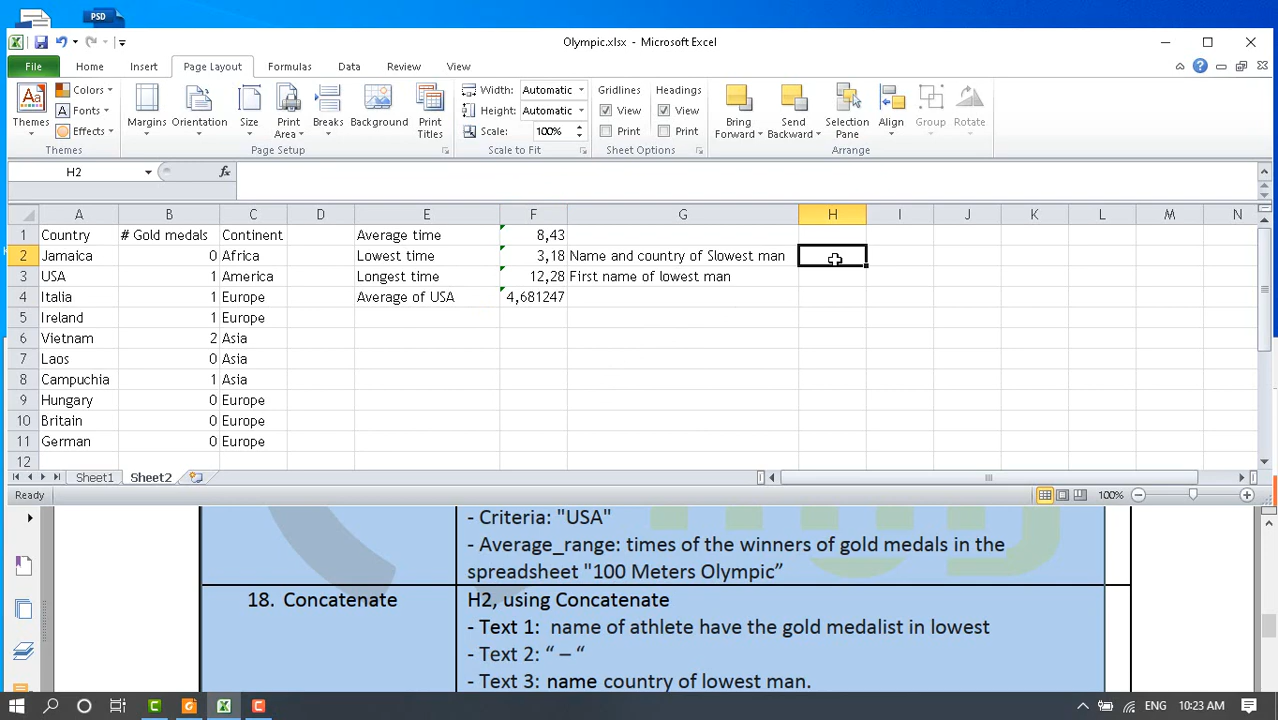 PSD
Olympic.xlsx - Microsoft Excel
File Home Insert Page Layout Formulas Data Review View
Themes Colors Fonts Effects Margins Orientation Size Print Area Breaks Background Print Titles Width: Automatic Height: Automatic Scale: 100% Gridlines View Print Headings View Print Bring Forward Send Backward Selection Pane Align Group Rotate
Themes Page Setup Scale to Fit Sheet Options Arrange
H2 fx
A B C D E F G H I J K L M N
1 Country # Gold medals Continent Average time 8,43
2 Jamaica 0 Africa Lowest time 3,18 Name and country of Slowest man
3 USA 1 America Longest time 12,28 First name of lowest man
4 Italia 1 Europe Average of USA 4,681247
5 Ireland 1 Europe
6 Vietnam 2 Asia
7 Laos 0 Asia
8 Campuchia 1 Asia
9 Hungary 0 Europe
10 Britain 0 Europe
11 German 0 Europe
12
Sheet1 Sheet2
Ready 100%
- Criteria: "USA"
- Average_range: times of the winners of gold medals in the
spreadsheet "100 Meters Olympic”
18. Concatenate H2, using Concatenate
- Text 1: name of athlete have the gold medalist in lowest
- Text 2: “ – “
- Text 3: name country of lowest man.
ENG 10:23 AM